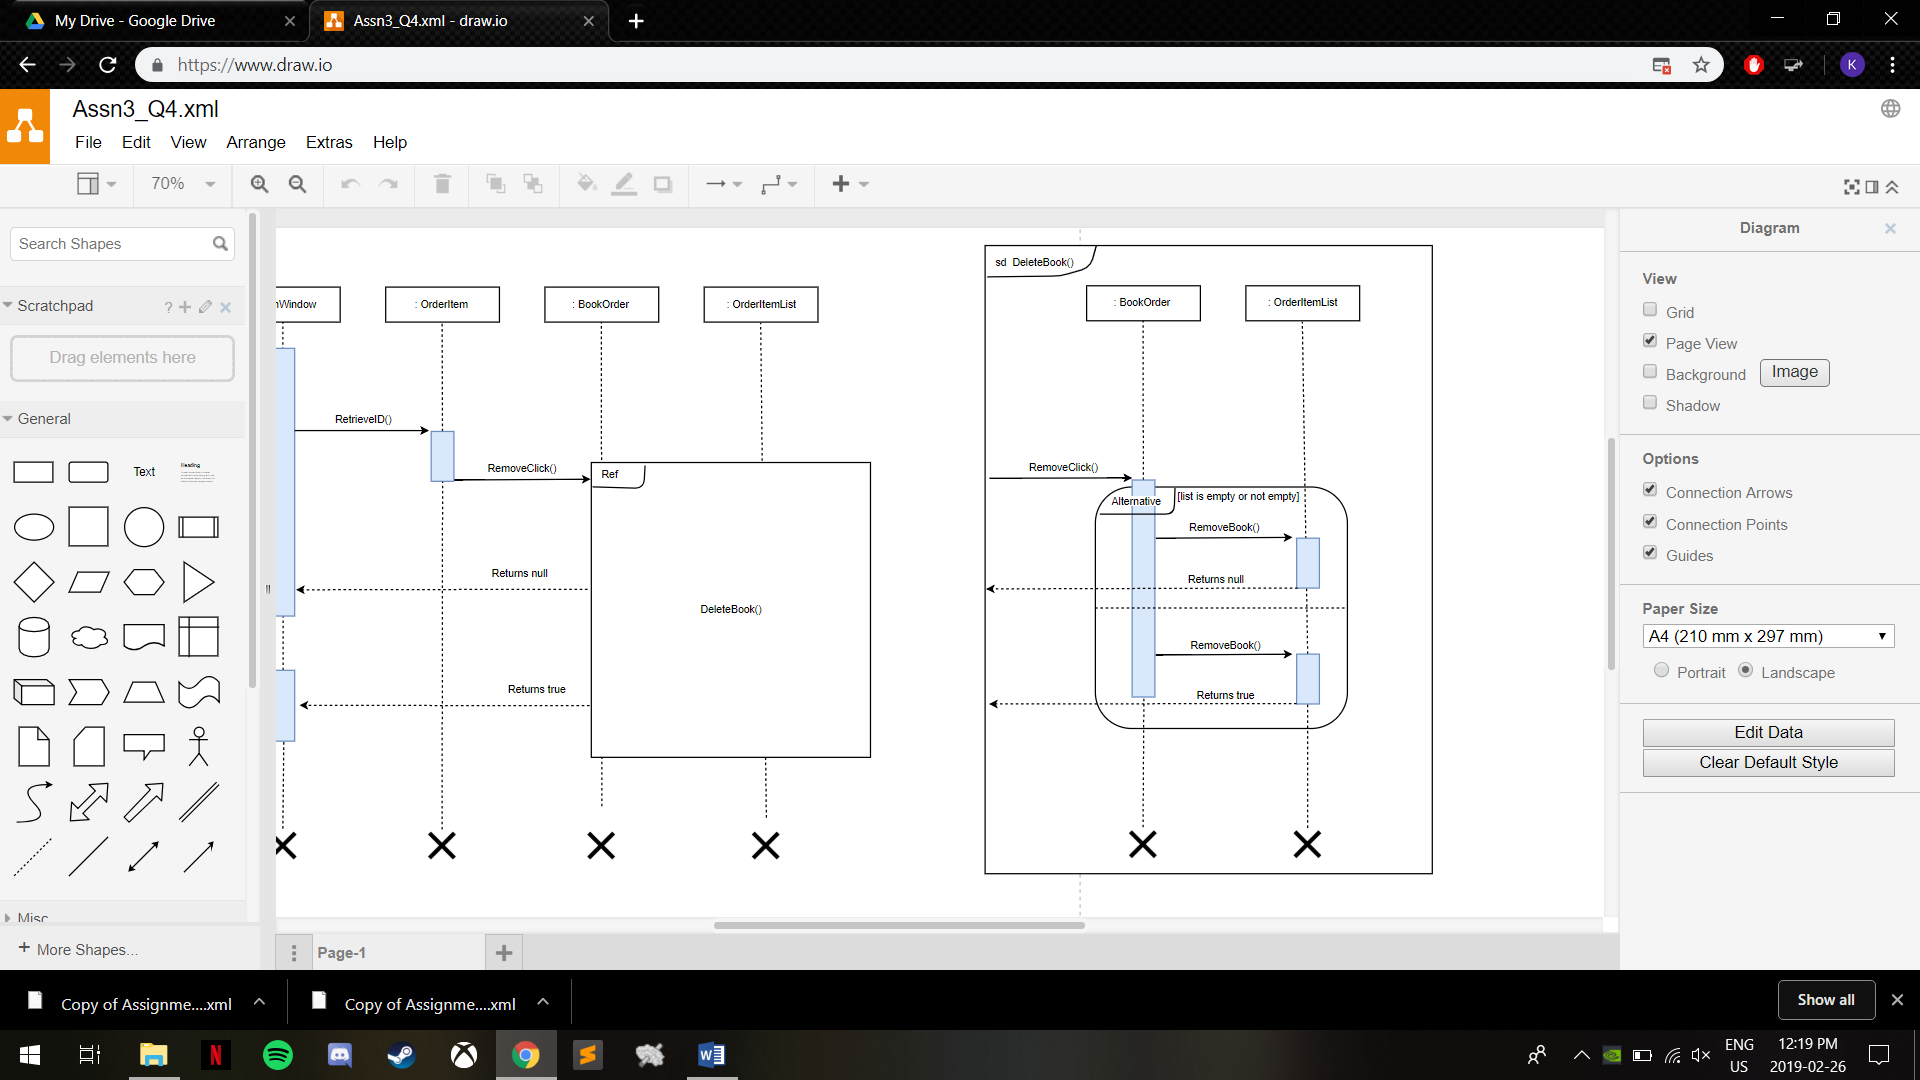 My Drive - Google Drive
Assn3_Q4.xml - draw.io
https://www.draw.io
K
Assn3_Q4.xml
File Edit View Arrange Extras Help
70%
Search Shapes
Scratchpad
?
Drag elements here
General
Text
Heading
Misc
+ More Shapes...
nWindow
: OrderItem
: BookOrder
: OrderItemList
RetrieveID()
RemoveClick()
Ref
Returns null
DeleteBook()
Returns true
sd DeleteBook()
: BookOrder
: OrderItemList
RemoveClick()
Alternative
[list is empty or not empty]
RemoveBook()
Returns null
RemoveBook()
Returns true
Page-1
Diagram
View
Grid
Page View
Background
Image
Shadow
Options
Connection Arrows
Connection Points
Guides
Paper Size
A4 (210 mm x 297 mm)
Portrait
Landscape
Edit Data
Clear Default Style
Copy of Assignme....xml
Copy of Assignme....xml
Show all
N
W
ENG
US
12:19 PM
2019-02-26